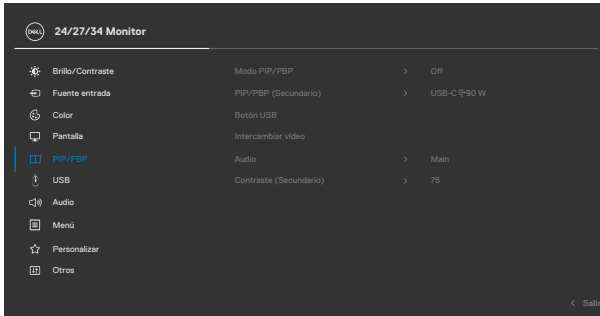 DELL 24/27/34 Monitor
Brillo/Contraste Modo PIP/PBP > Off
Fuente entrada PIP/PBP (Secundario) > USB-C 90 W
Color Botón USB
Pantalla Intercambiar vídeo
PIP/PBP Audio > Main
USB Contraste (Secundario) > 75
Audio
Menú
Personalizar
Otros
< Salir